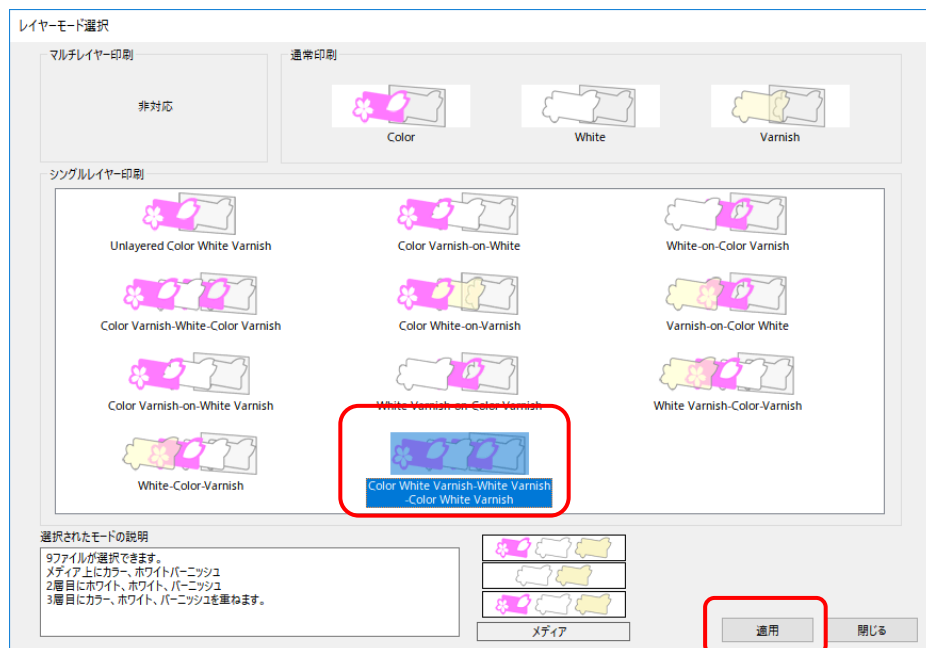 レイヤーモード選択
マルチレイヤー印刷
非対応
通常印刷
Color
White
Varnish
シングルレイヤー印刷
Unlayered Color White Varnish
Color Varnish-on-White
White-on-Color Varnish
Color Varnish-White-Color Varnish
Color White-on-Varnish
Varnish-on-Color White
Color Varnish-on-White Varnish
White Varnish-on-Color Varnish
White Varnish-Color-Varnish
White-Color-Varnish
Color White Varnish-White Varnish
-Color White Varnish
選択されたモードの説明
9ファイルが選択できます。
メディア上にカラー、ホワイトバーニッシュ
2層目にホワイト、ホワイト、バーニッシュ
3層目にカラー、ホワイト、バーニッシュを重ねます。
メディア
適用
閉じる